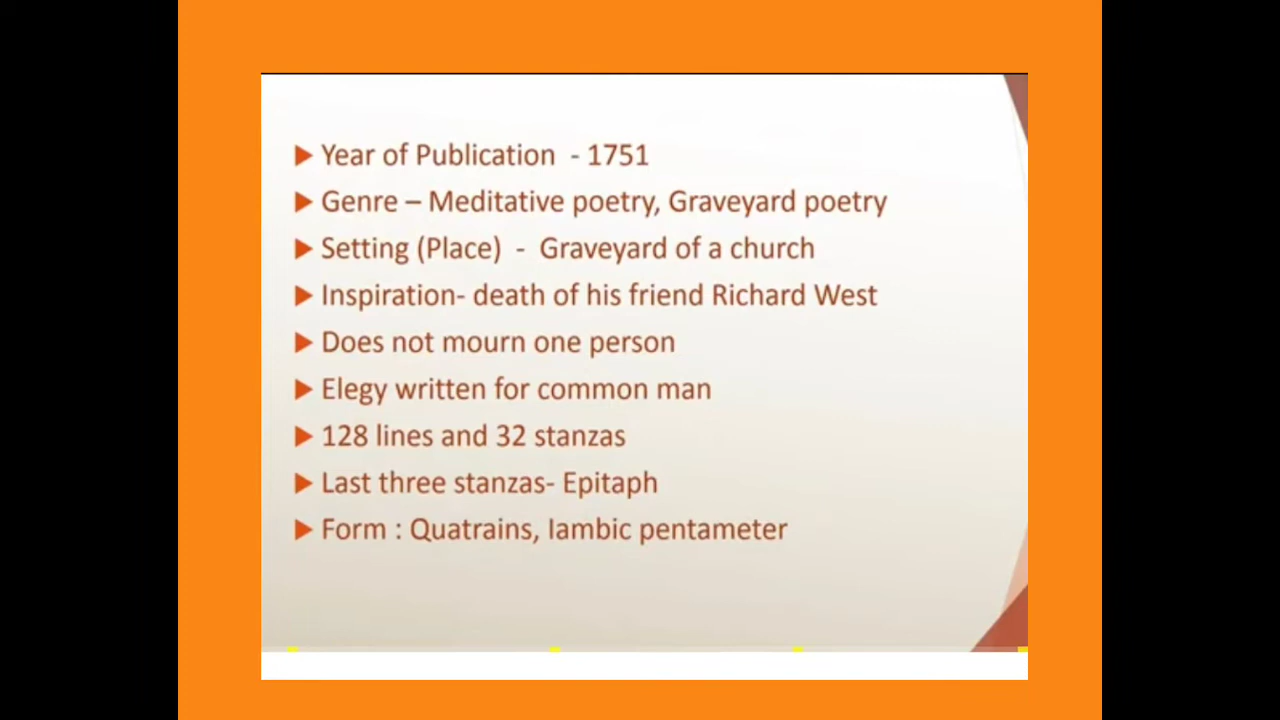 Year of Publication - 1751
Genre – Meditative poetry, Graveyard poetry
Setting (Place) - Graveyard of a church
Inspiration- death of his friend Richard West
Does not mourn one person
Elegy written for common man
128 lines and 32 stanzas
Last three stanzas- Epitaph
Form : Quatrains, Iambic pentameter